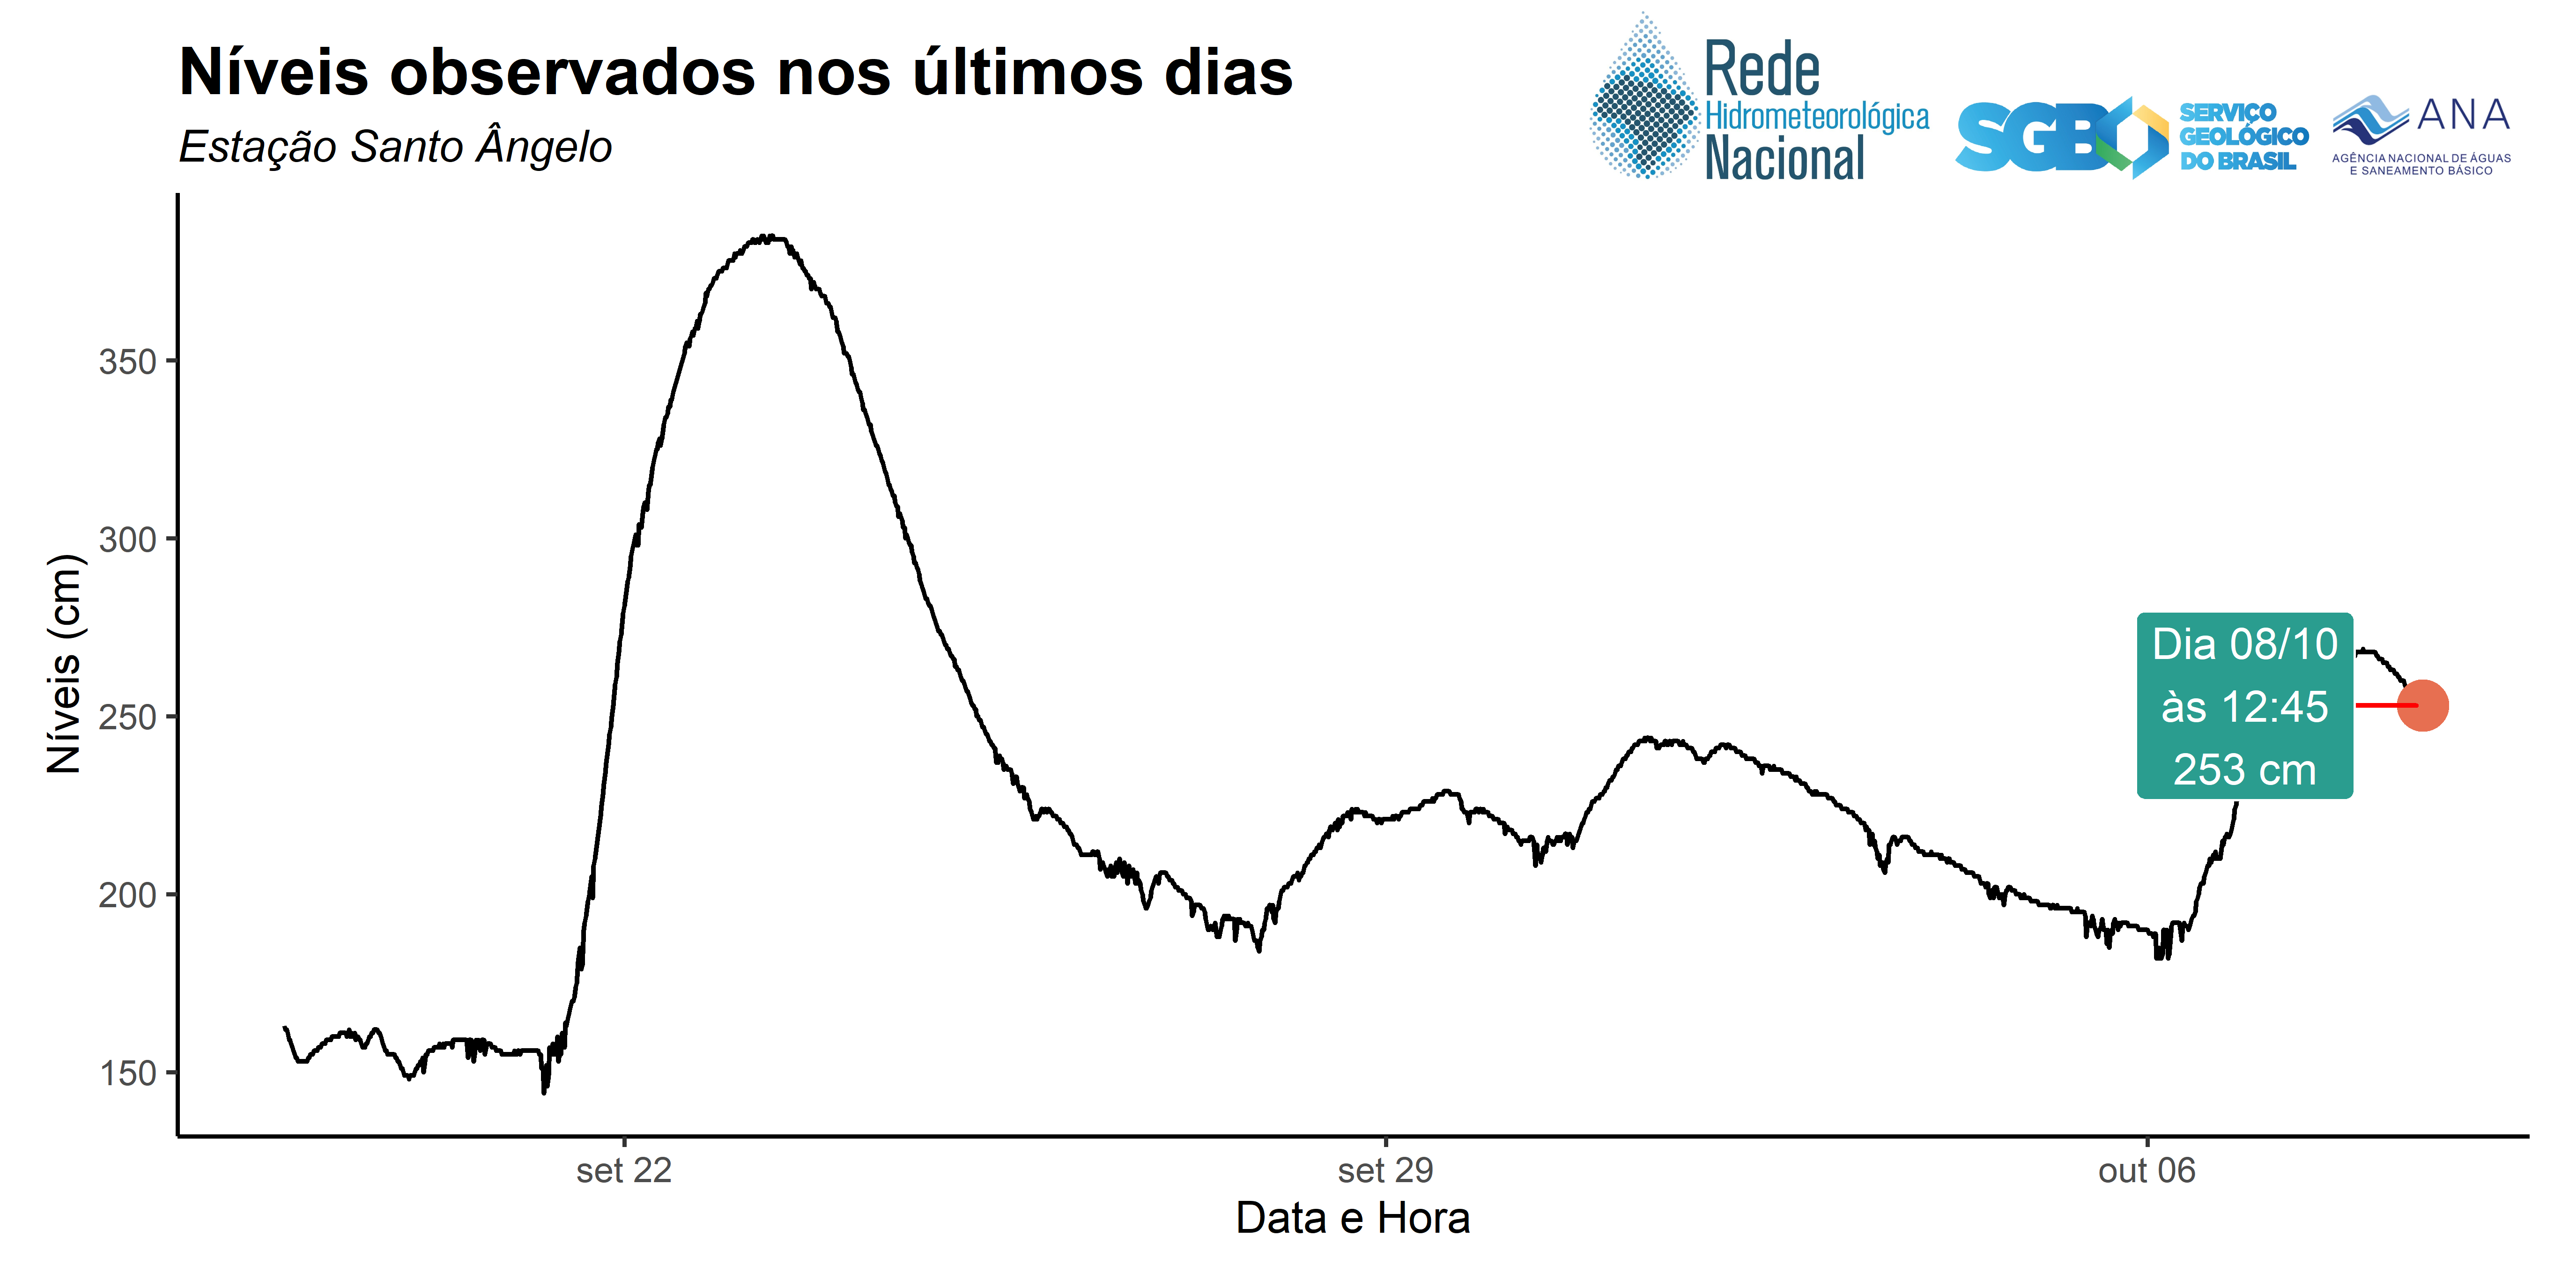 Níveis observados nos últimos dias
Estação Santo Ângelo
Rede
Hidrometeorológica
Nacional
SGB
SERVIÇO
GEOLÓGICO
DO BRASIL
ANA
AGÊNCIA NACIONAL DE ÁGUAS
E SANEAMENTO BÁSICO
Níveis (cm)
350
300
250
200
150
Dia 08/10
às 12:45
253 cm
set 22
set 29
out 06
Data e Hora